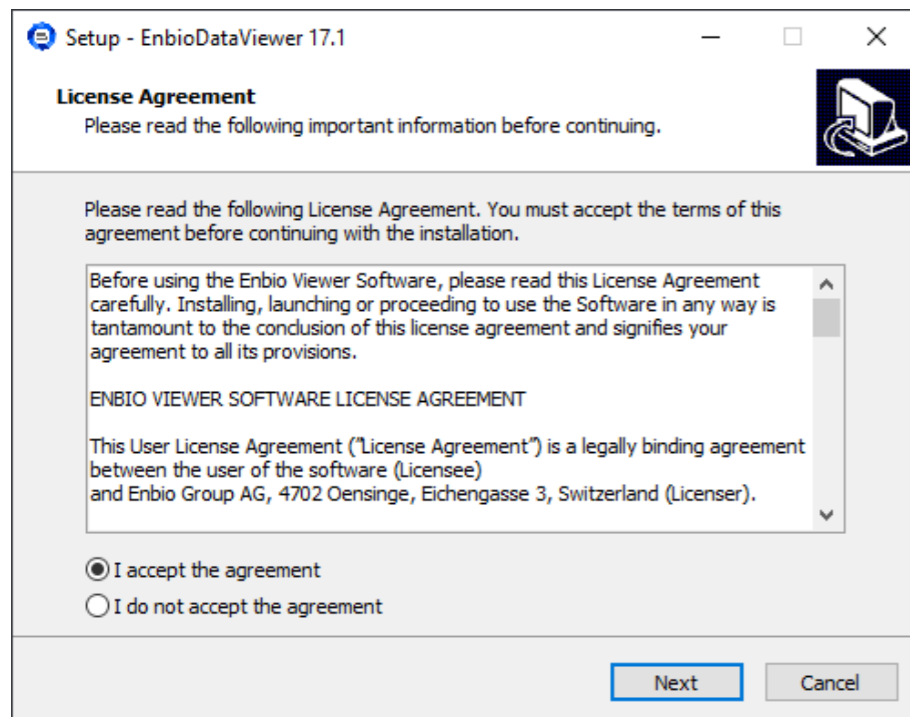 Setup - EnbioDataViewer 17.1
License Agreement
Please read the following important information before continuing.
Please read the following License Agreement. You must accept the terms of this
agreement before continuing with the installation.
Before using the Enbio Viewer Software, please read this License Agreement
carefully. Installing, launching or proceeding to use the Software in any way is
tantamount to the conclusion of this license agreement and signifies your
agreement to all its provisions.
ENBIO VIEWER SOFTWARE LICENSE AGREEMENT
This User License Agreement ("License Agreement") is a legally binding agreement
between the user of the software (Licensee)
and Enbio Group AG, 4702 Oensinge, Eichengasse 3, Switzerland (Licenser).
I accept the agreement
I do not accept the agreement
Next Cancel